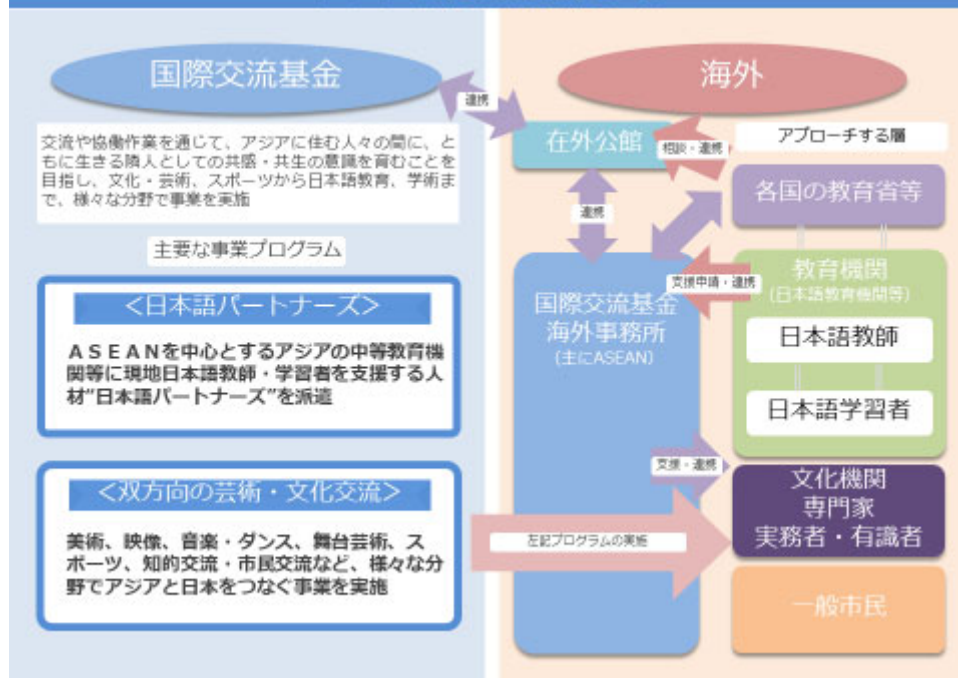 国際交流基金
交流や協働作業を通じて、アジアに住む人々の間に、と
もに生きる隣人としての共感・共生の意識を育むことを
目指し、文化・芸術、スポーツから日本語教育、学術ま
で、様々な分野で事業を実施
主要な事業プログラム
＜日本語パートナーズ＞
ＡＳＥＡＮを中心とするアジアの中等教育機
関等に現地日本語教師・学習者を支援する人
材“日本語パートナーズ”を派遣
＜双方向の芸術・文化交流＞
美術、映像、音楽・ダンス、舞台芸術、ス
ポーツ、知的交流・市民交流など、様々な分
野でアジアと日本をつなぐ事業を実施
海外
連携
在外公館
相談・連携
アプローチする層
連携
各国の教育省等
国際交流基金
海外事務所
(主にASEAN)
支援申請・連携
教育機関
(日本語教育機関等)
日本語教師
日本語学習者
支援・連携
文化機関
専門家
実務者・有識者
左記プログラムの実施
一般市民